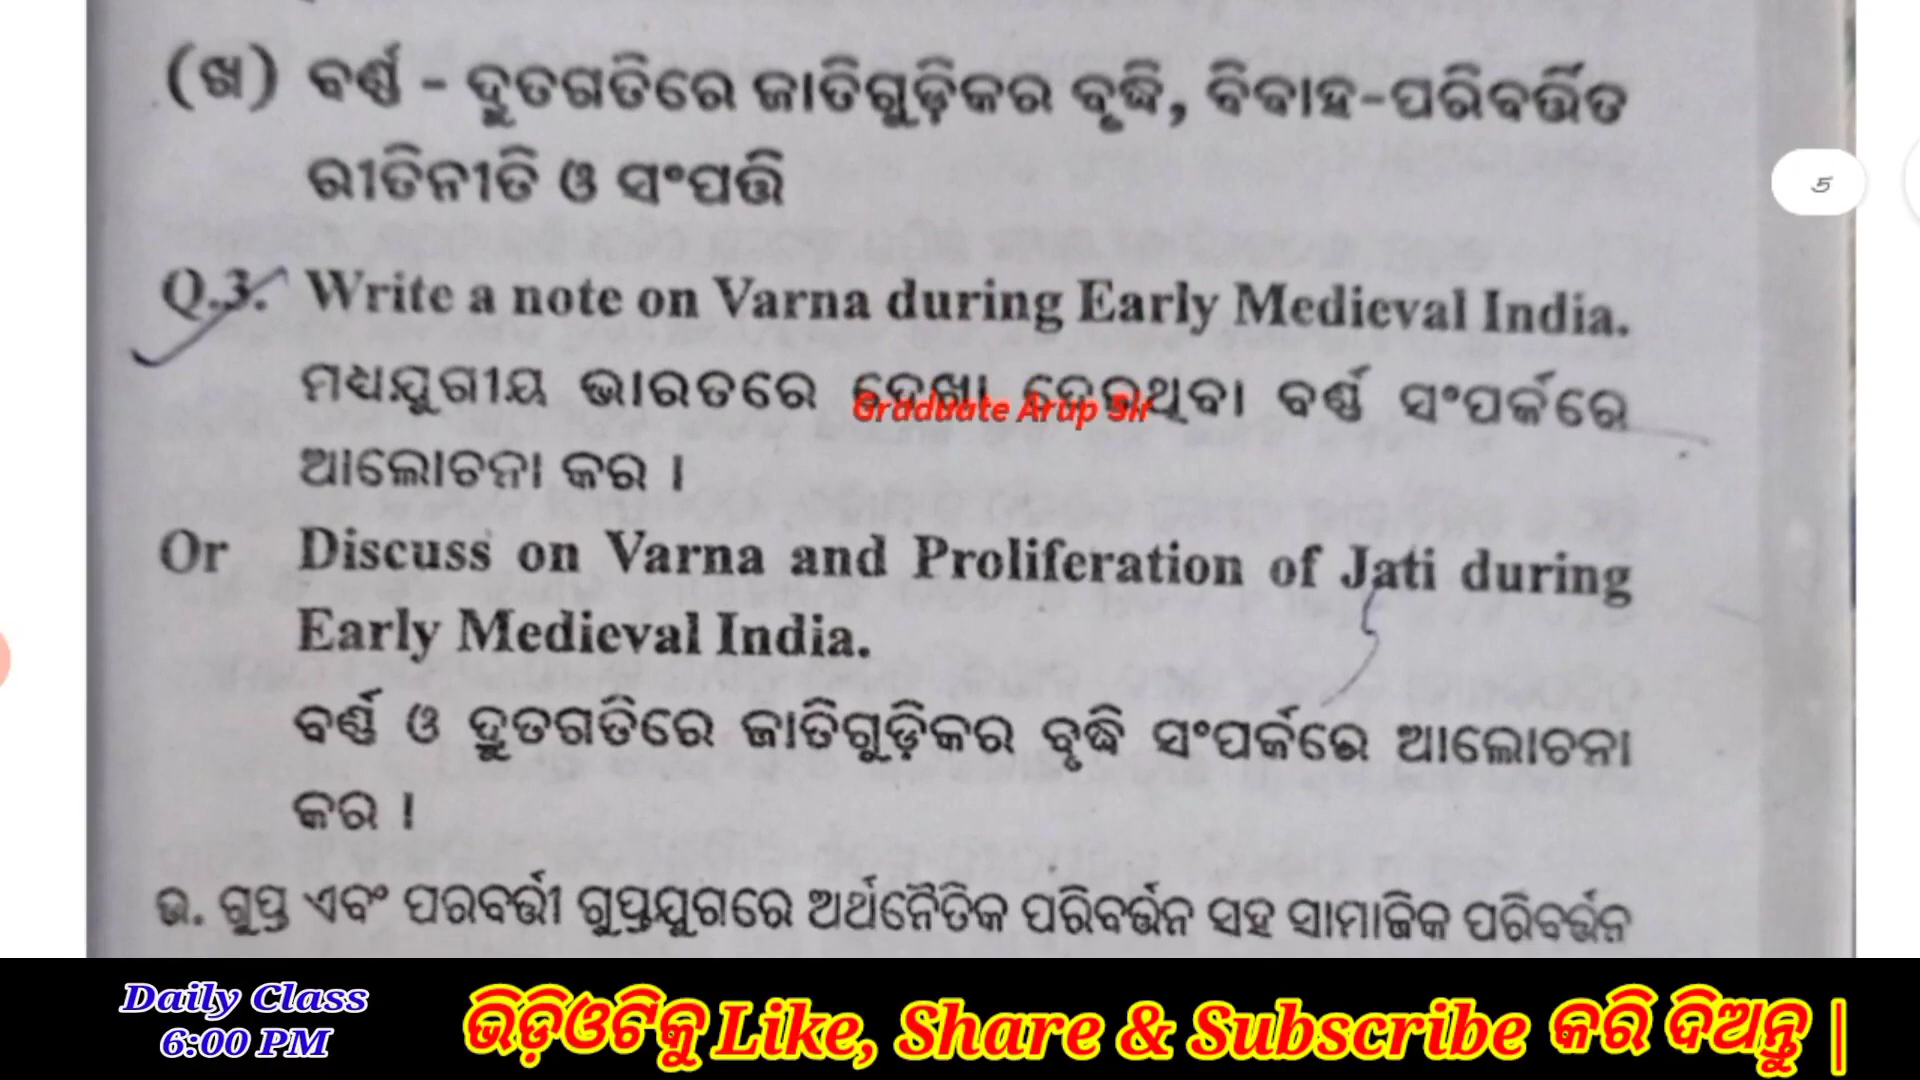 (ଖ) ବର୍ଣ୍ଣ - ଦ୍ରୁତଗତିରେ ଜାତିଗୁଡ଼ିକର ବୃଦ୍ଧି, ବିବାହ-ପରିବର୍ତ୍ତିତ
ରୀତିନୀତି ଓ ସଂପତ୍ତି
5
Q.3. Write a note on Varna during Early Medieval India.
ମଧ୍ୟଯୁଗୀୟ ଭାରତରେ ଦେଖା ଦେଇଥିବା ବର୍ଣ୍ଣ ସଂପର୍କରେ
Graduate Arup Sir
ଆଲୋଚନା କର ।
Or Discuss on Varna and Proliferation of Jati during
Early Medieval India.
ବର୍ଣ୍ଣ ଓ ଦ୍ରୁତଗତିରେ ଜାତିଗୁଡ଼ିକର ବୃଦ୍ଧି ସଂପର୍କରେ ଆଲୋଚନା
କର ।
ଉ. ଗୁପ୍ତ ଏବଂ ପରବର୍ତ୍ତୀ ଗୁପ୍ତଯୁଗରେ ଅର୍ଥନୈତିକ ପରିବର୍ତ୍ତନ ସହ ସାମାଜିକ ପରିବର୍ତ୍ତନ
Daily Class
6:00 PM
ଭିଡ଼ିଓଟିକୁ Like, Share & Subscribe କରି ଦିଅନ୍ତୁ |